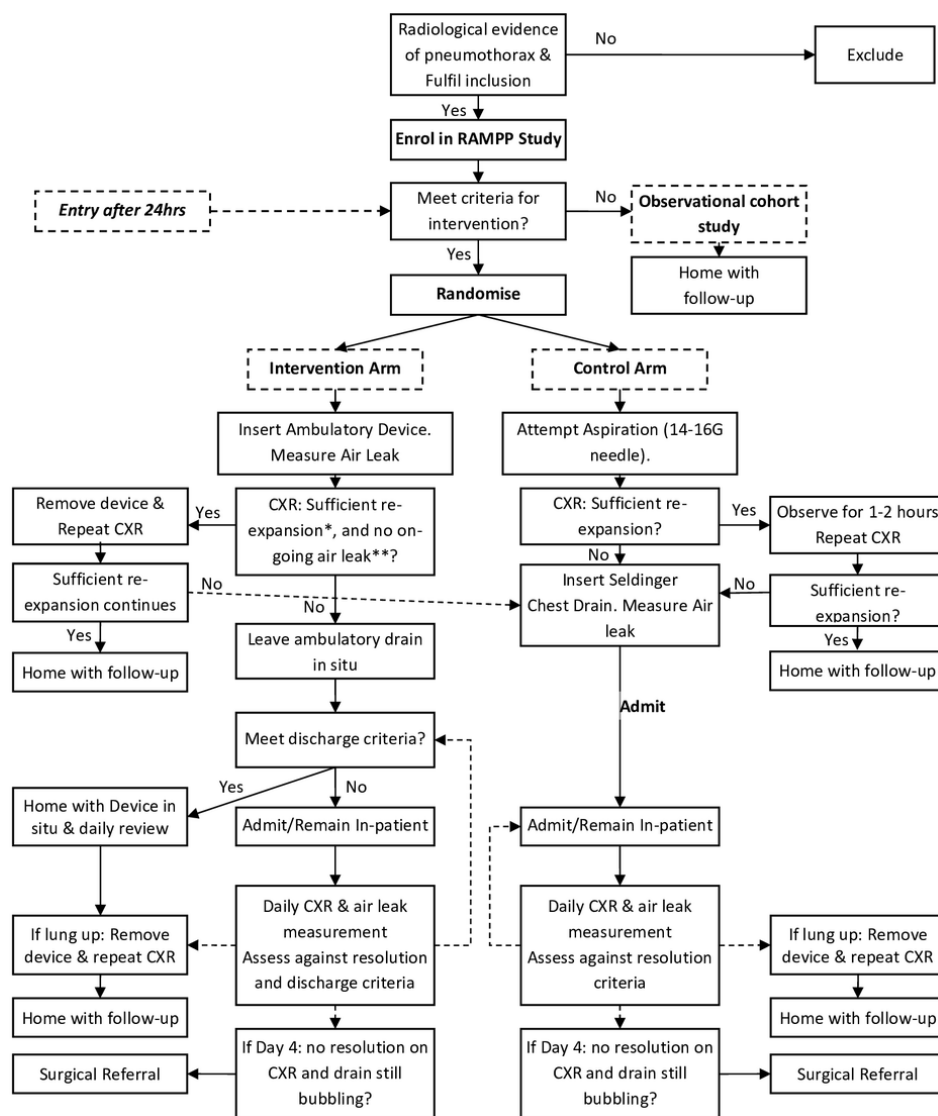 Radiological evidence
of pneumothorax &
Fulfil inclusion
No
Exclude
Yes
Enrol in RAMPP Study
Entry after 24hrs
Meet criteria for
intervention?
No
Observational cohort
study
Yes
Home with
follow-up
Randomise
Intervention Arm
Control Arm
Insert Ambulatory Device.
Measure Air Leak
Attempt Aspiration (14-16G
needle).
Remove device &
Repeat CXR
Yes
CXR: Sufficient re-
expansion*, and no on-
going air leak**?
CXR: Sufficient re-
expansion?
Yes
Observe for 1-2 hours
Repeat CXR
No
Sufficient re-
expansion continues
No
No
Insert Seldinger
Chest Drain. Measure Air
leak
No
Sufficient re-
expansion?
Yes
Home with follow-up
Leave ambulatory drain
in situ
Yes
Home with follow-up
Admit
Meet discharge criteria?
Yes
No
Home with Device in
situ & daily review
Admit/Remain In-patient
Admit/Remain In-patient
If lung up: Remove
device & repeat CXR
Daily CXR & air leak
measurement
Assess against resolution
and discharge criteria
Daily CXR & air leak
measurement
Assess against resolution
criteria
If lung up: Remove
device & repeat CXR
Home with follow-up
Home with follow-up
Surgical Referral
If Day 4: no resolution on
CXR and drain still
bubbling?
If Day 4: no resolution on
CXR and drain still
bubbling?
Surgical Referral